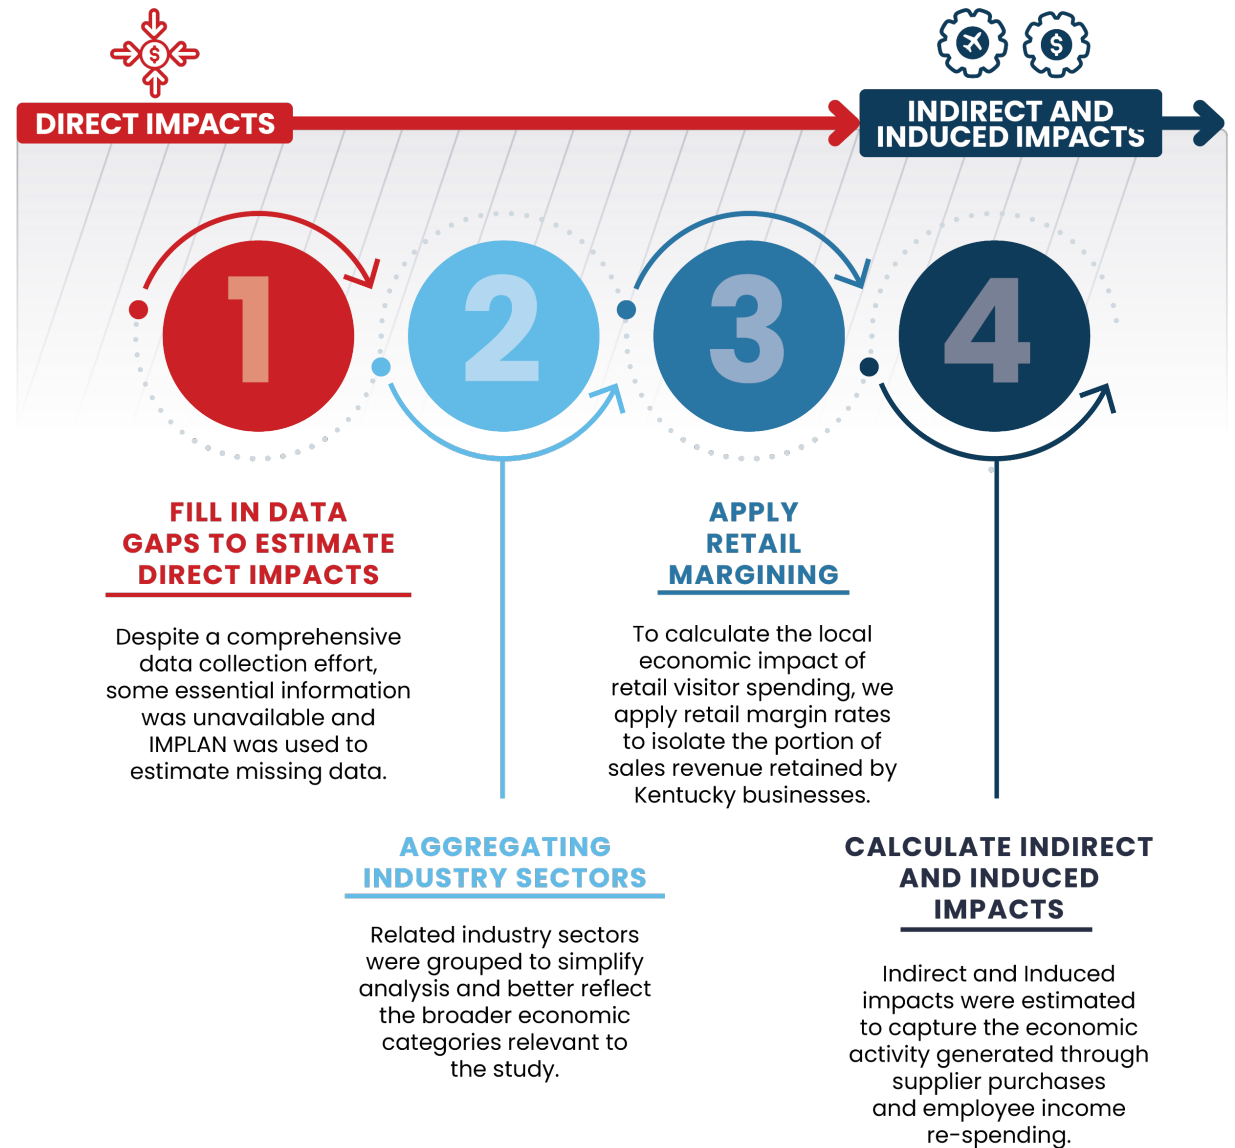 DIRECT IMPACTS
INDIRECT AND
INDUCED IMPACTS
1
2
3
4
FILL IN DATA
GAPS TO ESTIMATE
DIRECT IMPACTS
Despite a comprehensive
data collection effort,
some essential information
was unavailable and
IMPLAN was used to
estimate missing data.
AGGREGATING
INDUSTRY SECTORS
Related industry sectors
were grouped to simplify
analysis and better reflect
the broader economic
categories relevant to
the study.
APPLY
RETAIL
MARGINING
To calculate the local
economic impact of
retail visitor spending, we
apply retail margin rates
to isolate the portion of
sales revenue retained by
Kentucky businesses.
CALCULATE INDIRECT
AND INDUCED
IMPACTS
Indirect and Induced
impacts were estimated
to capture the economic
activity generated through
supplier purchases
and employee income
re-spending.